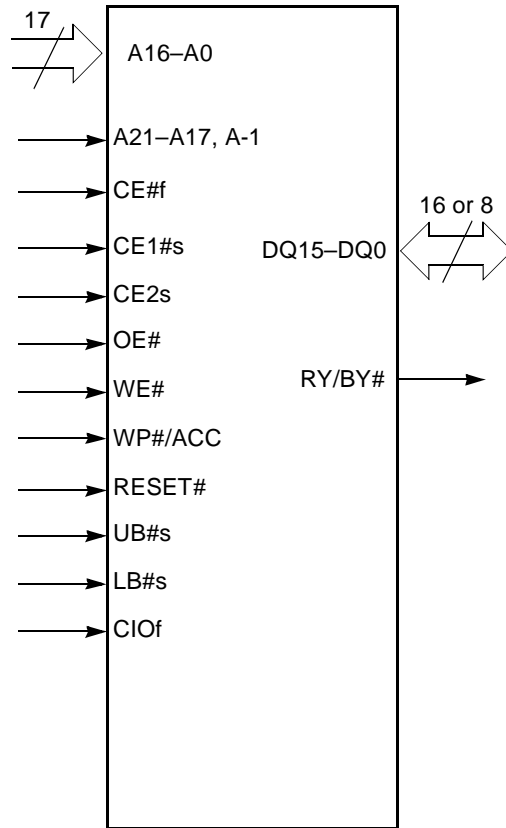 17
A16–A0
A21–A17, A-1
CE#f
16 or 8
CE1#s
DQ15–DQ0
CE2s
OE#
RY/BY#
WE#
WP#/ACC
RESET#
UB#s
LB#s
CIOf